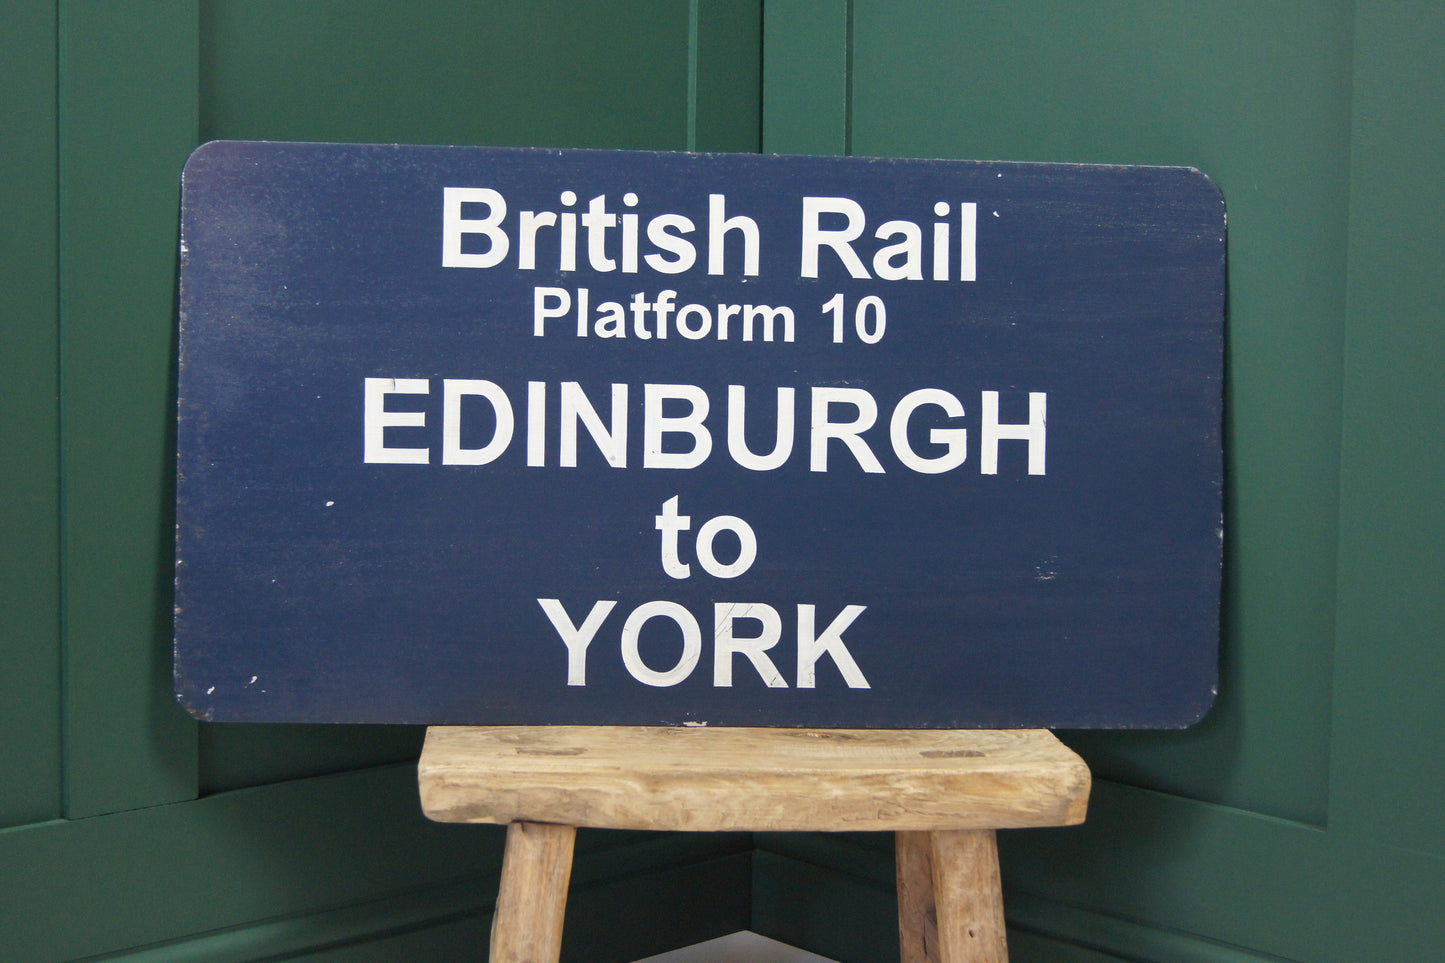 British Rail
Platform 10
EDINBURGH
to
YORK